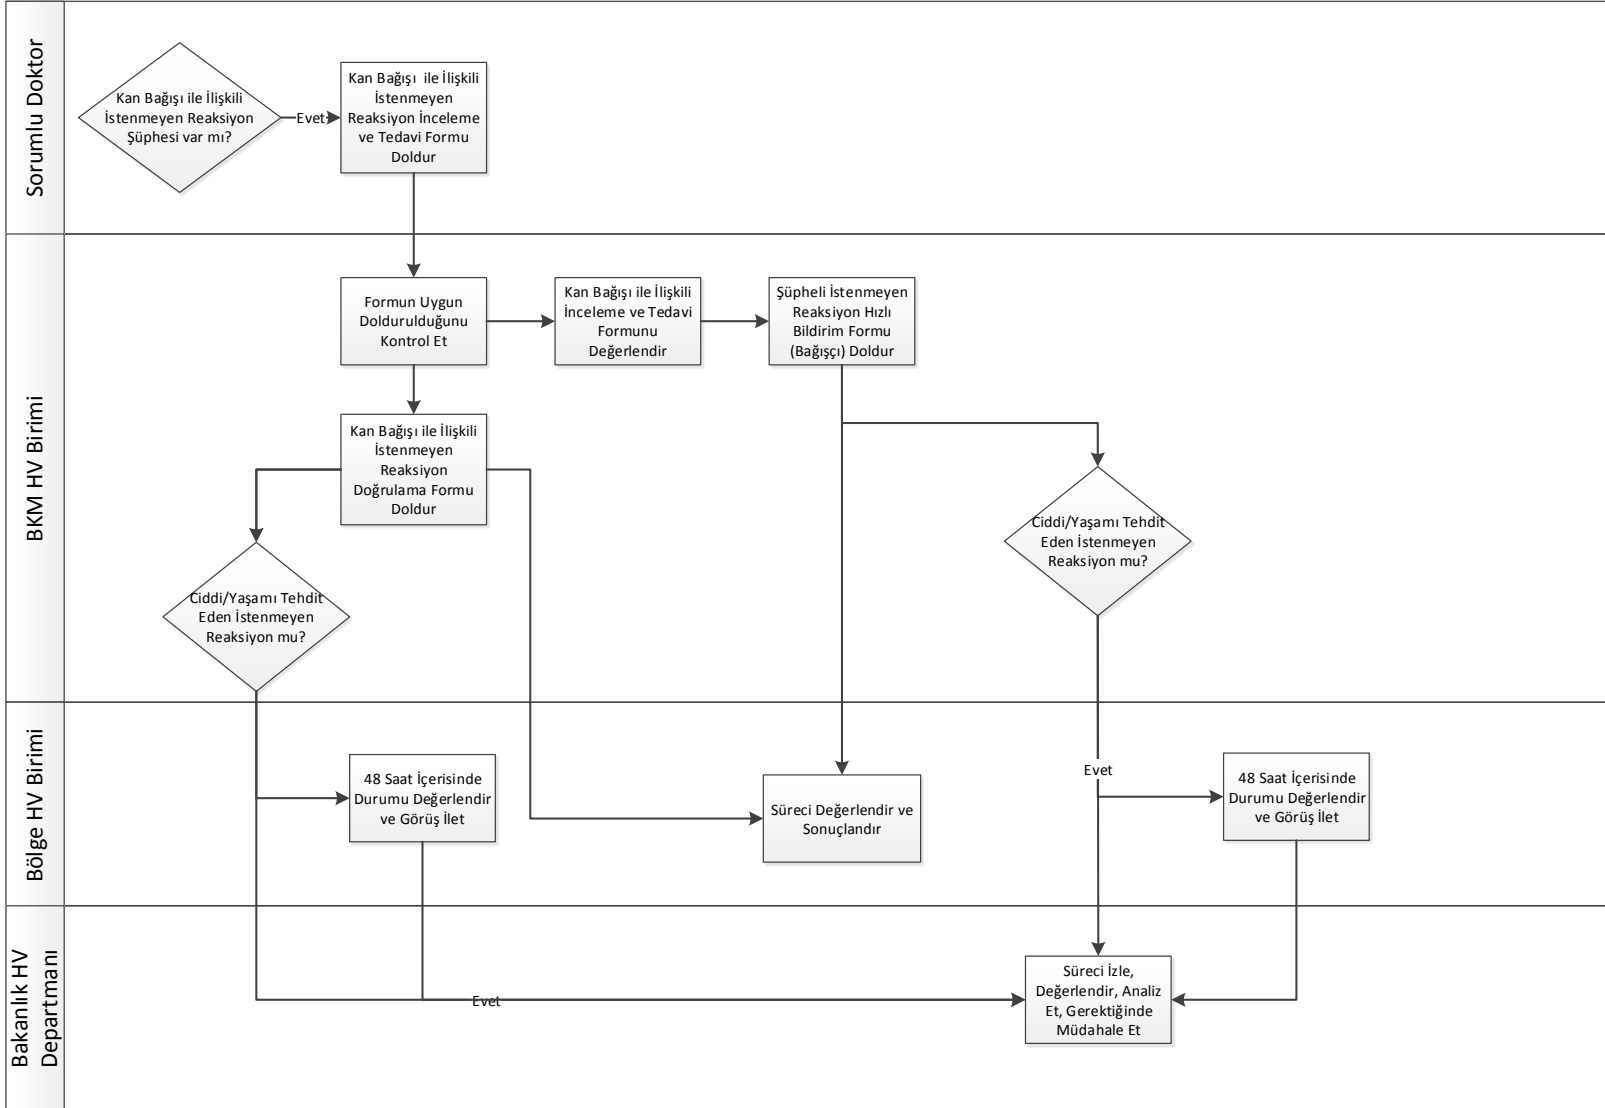 Sorumlu Doktor
Kan Bağışı ile İlişkili
İstenmeyen Reaksiyon
Şüphesi var mı?
Evet
Kan Bağışı  ile İlişkili
İstenmeyen
Reaksiyon İnceleme
ve Tedavi Formu
Doldur
BKM HV Birimi
Formun Uygun
Doldurulduğunu
Kontrol Et
Kan Bağışı ile İlişkili
İnceleme ve Tedavi
Formunu
Değerlendir
Şüpheli İstenmeyen
Reaksiyon Hızlı
Bildirim Formu
(Bağışçı) Doldur
Kan Bağışı ile İlişkili
İstenmeyen
Reaksiyon
Doğrulama Formu
Doldur
Ciddi/Yaşamı Tehdit
Eden İstenmeyen
Reaksiyon mu?
Ciddi/Yaşamı Tehdit
Eden İstenmeyen
Reaksiyon mu?
Bölge HV Birimi
48 Saat İçerisinde
Durumu Değerlendir
ve Görüş İlet
Süreci Değerlendir ve
Sonuçlandır
Evet
48 Saat İçerisinde
Durumu Değerlendir
ve Görüş İlet
Bakanlık HV
Departmanı
Evet
Süreci İzle,
Değerlendir, Analiz
Et, Gerektiğinde
Müdahale Et